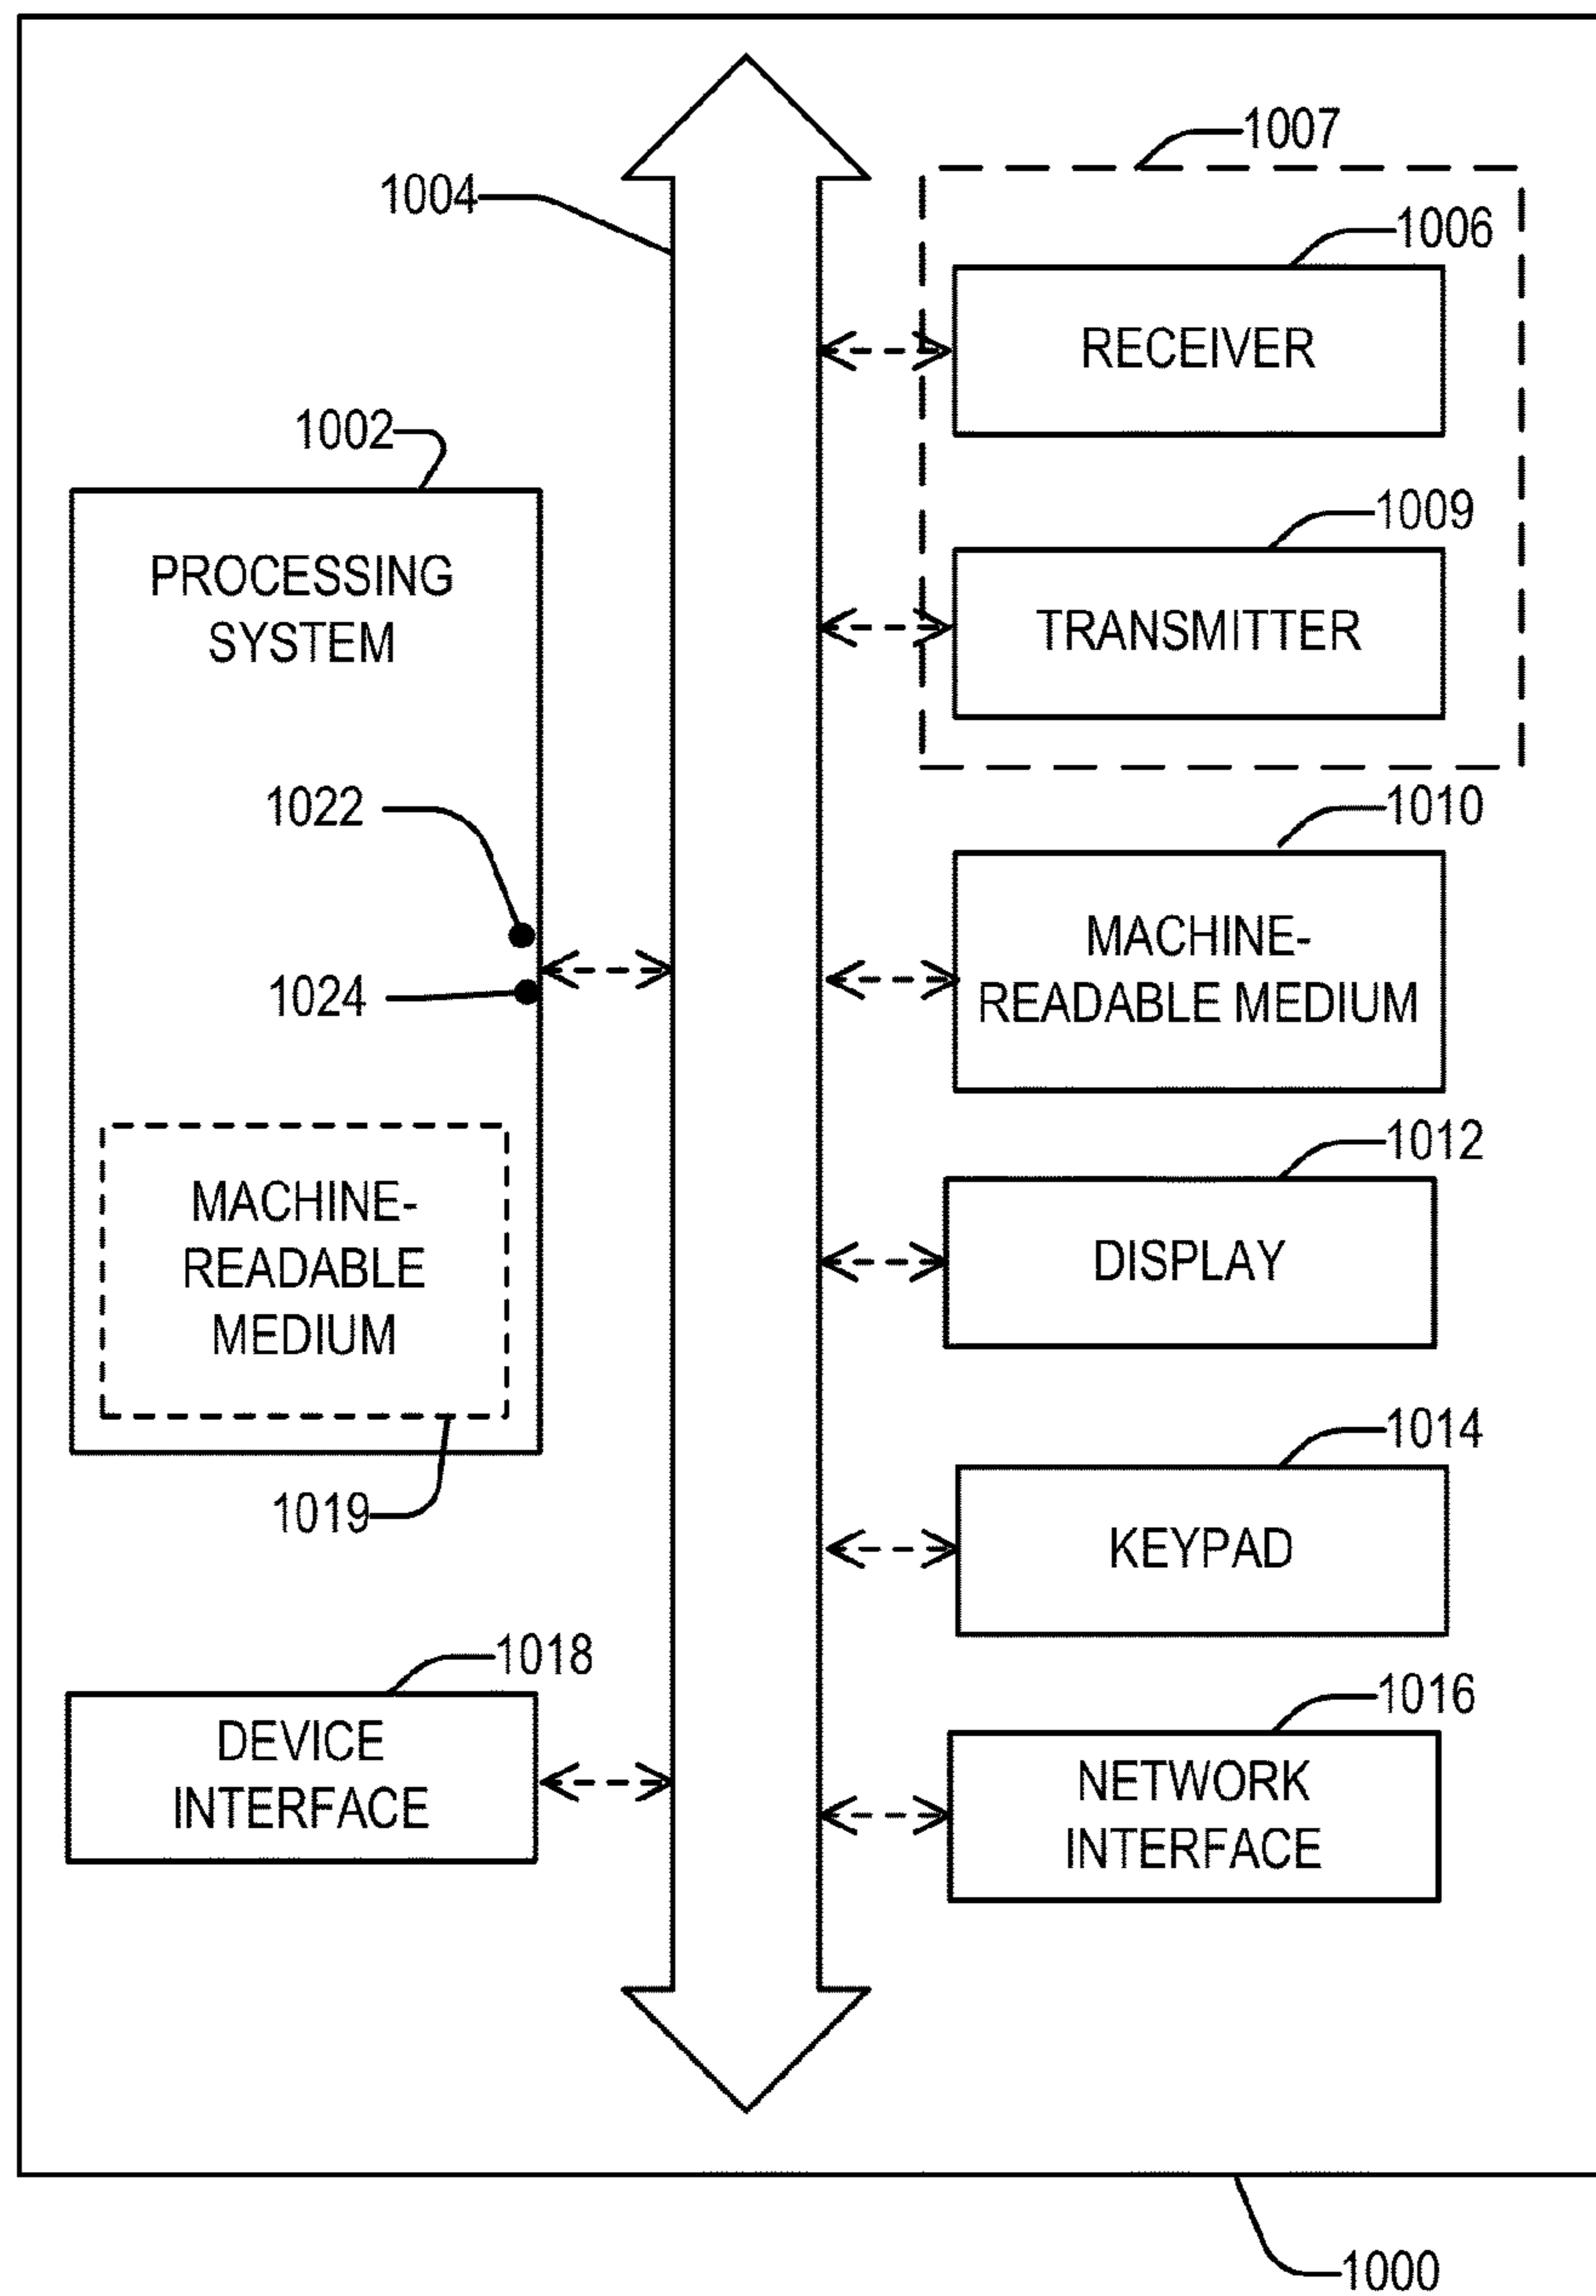 1007
1004
1006
RECEIVER
1002
1009
PROCESSING
SYSTEM
TRANSMITTER
1022
1010
1024
MACHINE-
READABLE MEDIUM
1012
MACHINE-
READABLE
MEDIUM
DISPLAY
1014
1019
KEYPAD
1018
1016
DEVICE
INTERFACE
NETWORK
INTERFACE
1000